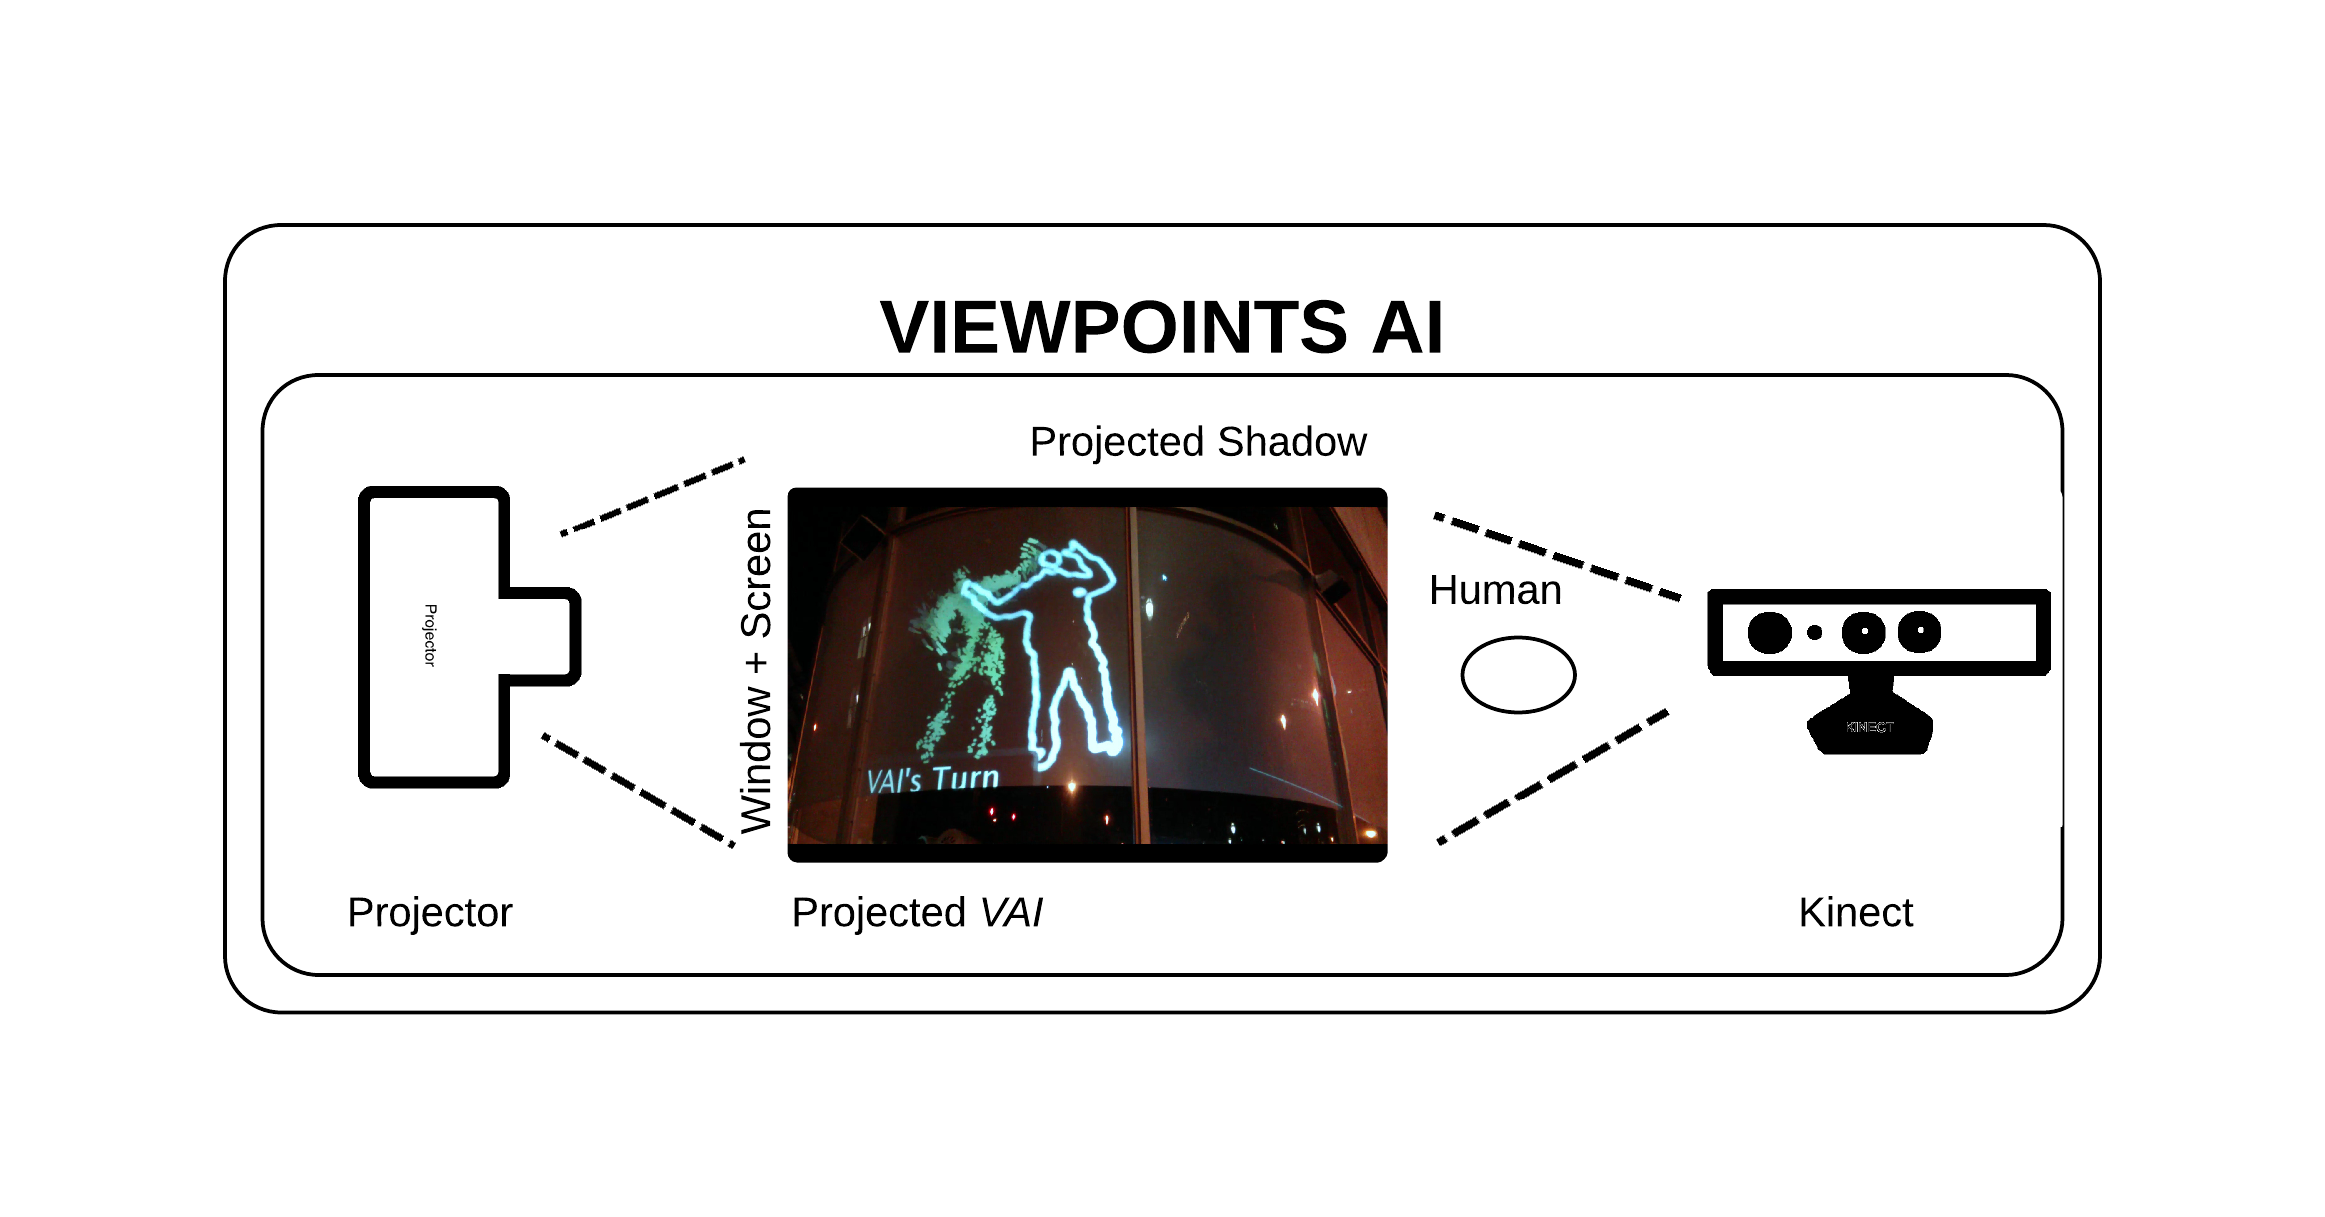 VIEWPOINTS AI
Projected Shadow
Window + Screen
Human
Projector
VAI's Turn
KINECT
Projector
Projected VAI
Kinect